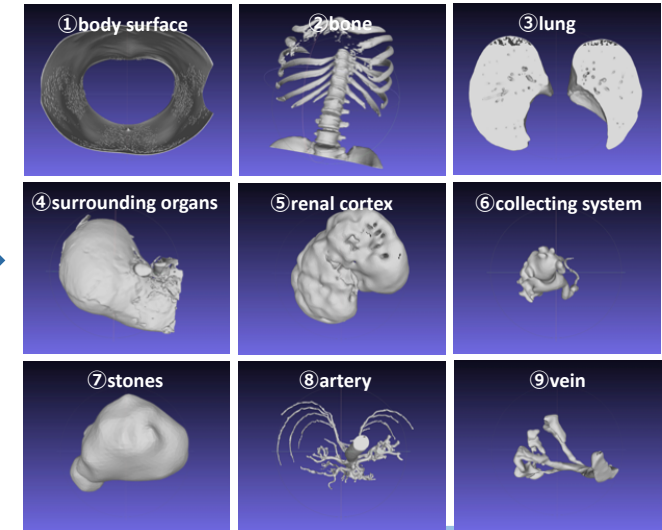 ①body surface
②bone
③lung
④surrounding organs
⑤renal cortex
⑥collecting system
⑦stones
⑧artery
⑨vein